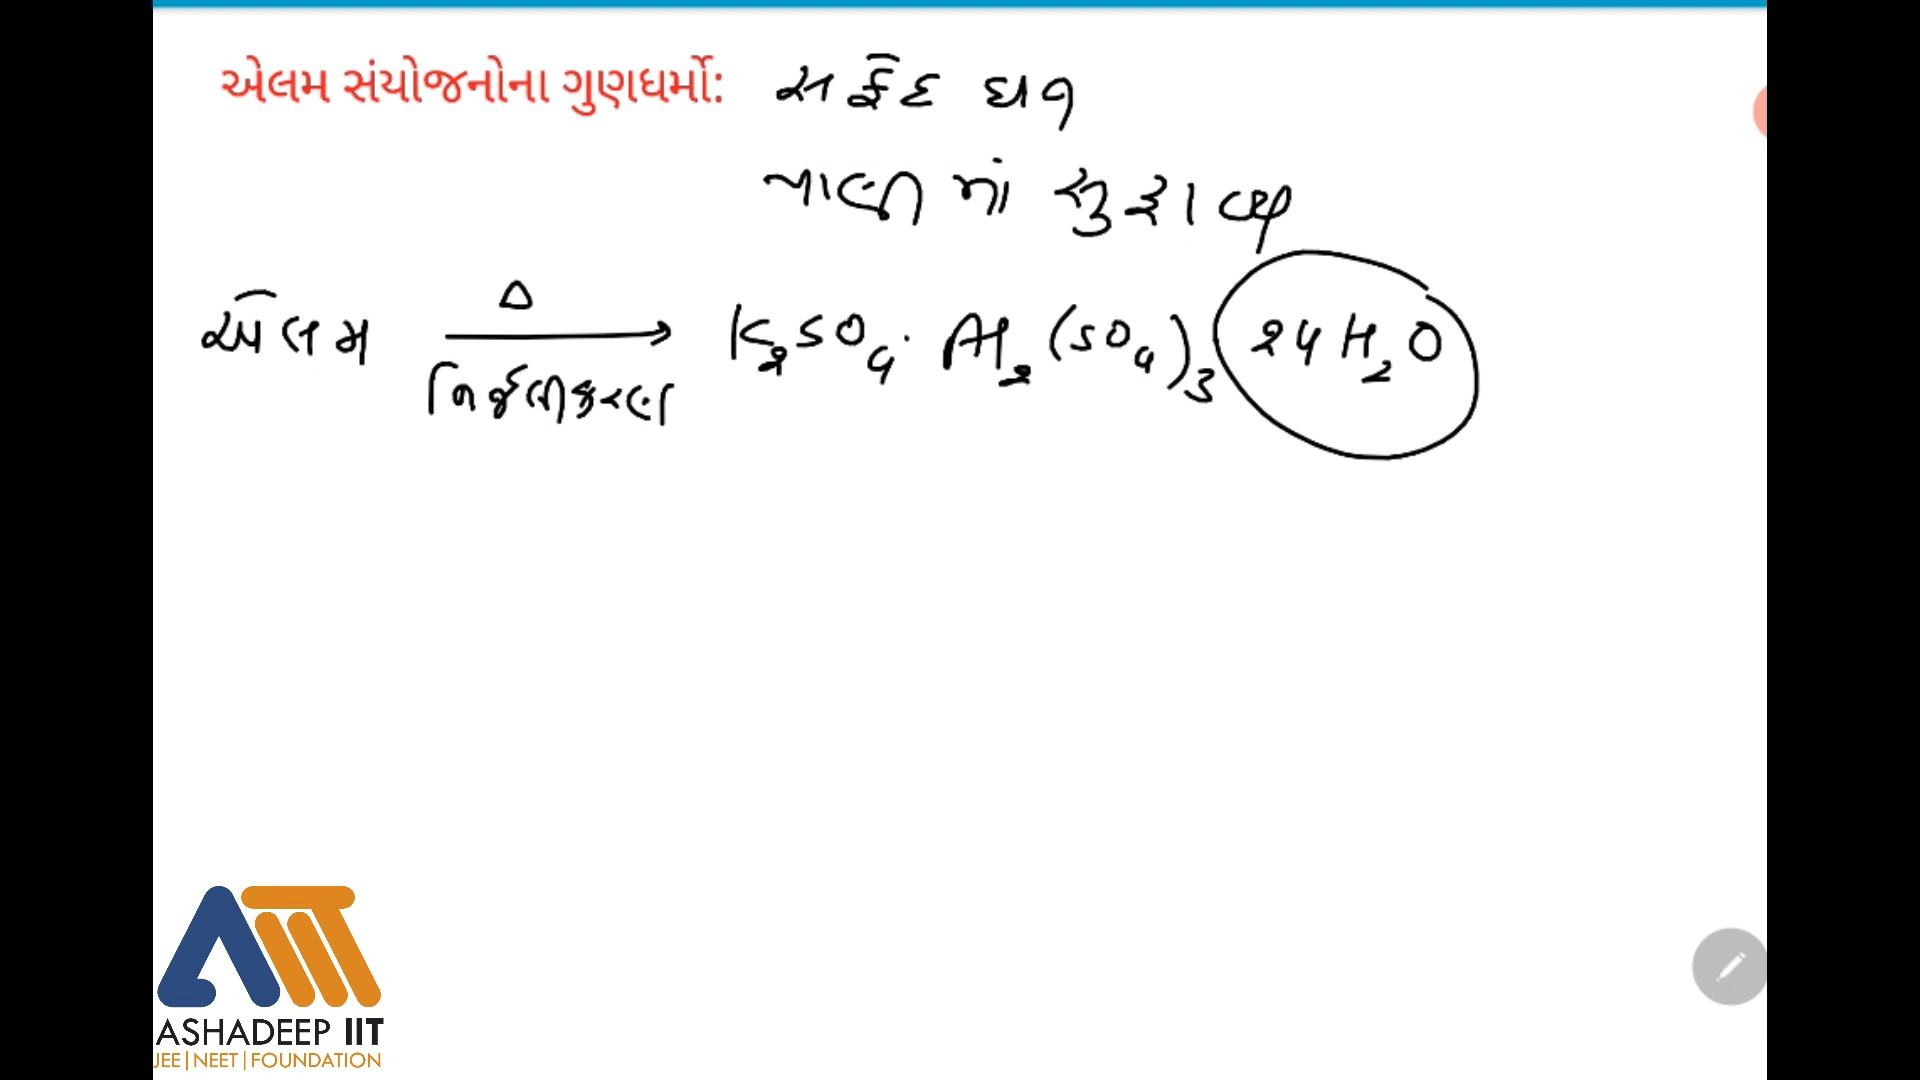 એલમ સંયોજનોના ગુણધર્મો: સફેદ ઘન
પાણી માં સુદ્રાવ્ય
એલમ Δ → નિર્જલીકરણ K₂SO₄· Al₂(SO₄)₃ 24H₂O
ASHADEEP IIT
JEE|NEET|FOUNDATION